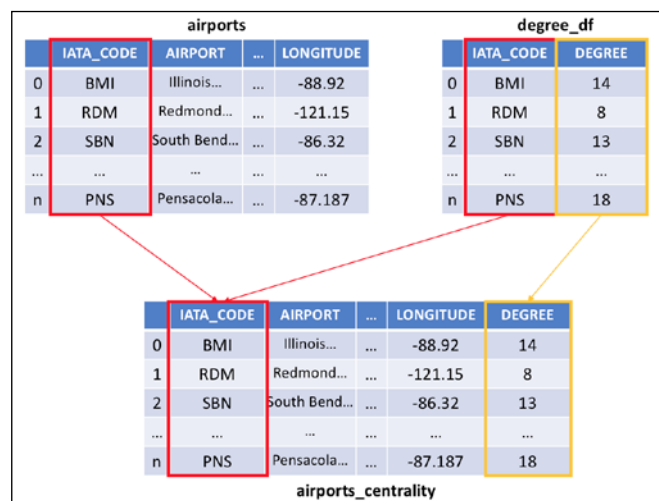 airports
IATA_CODE AIRPORT ... LONGITUDE
0 BMI Illinois... ... -88.92
1 RDM Redmond... ... -121.15
2 SBN South Bend... ... -86.32
... ... ... ... ...
n PNS Pensacola... ... -87.187
degree_df
IATA_CODE DEGREE
0 BMI 14
1 RDM 8
2 SBN 13
... ... ...
n PNS 18
IATA_CODE AIRPORT ... LONGITUDE DEGREE
0 BMI Illinois... ... -88.92 14
1 RDM Redmond... ... -121.15 8
2 SBN South Bend... ... -86.32 13
... ... ... ... ... ...
n PNS Pensacola... ... -87.187 18
airports_centrality